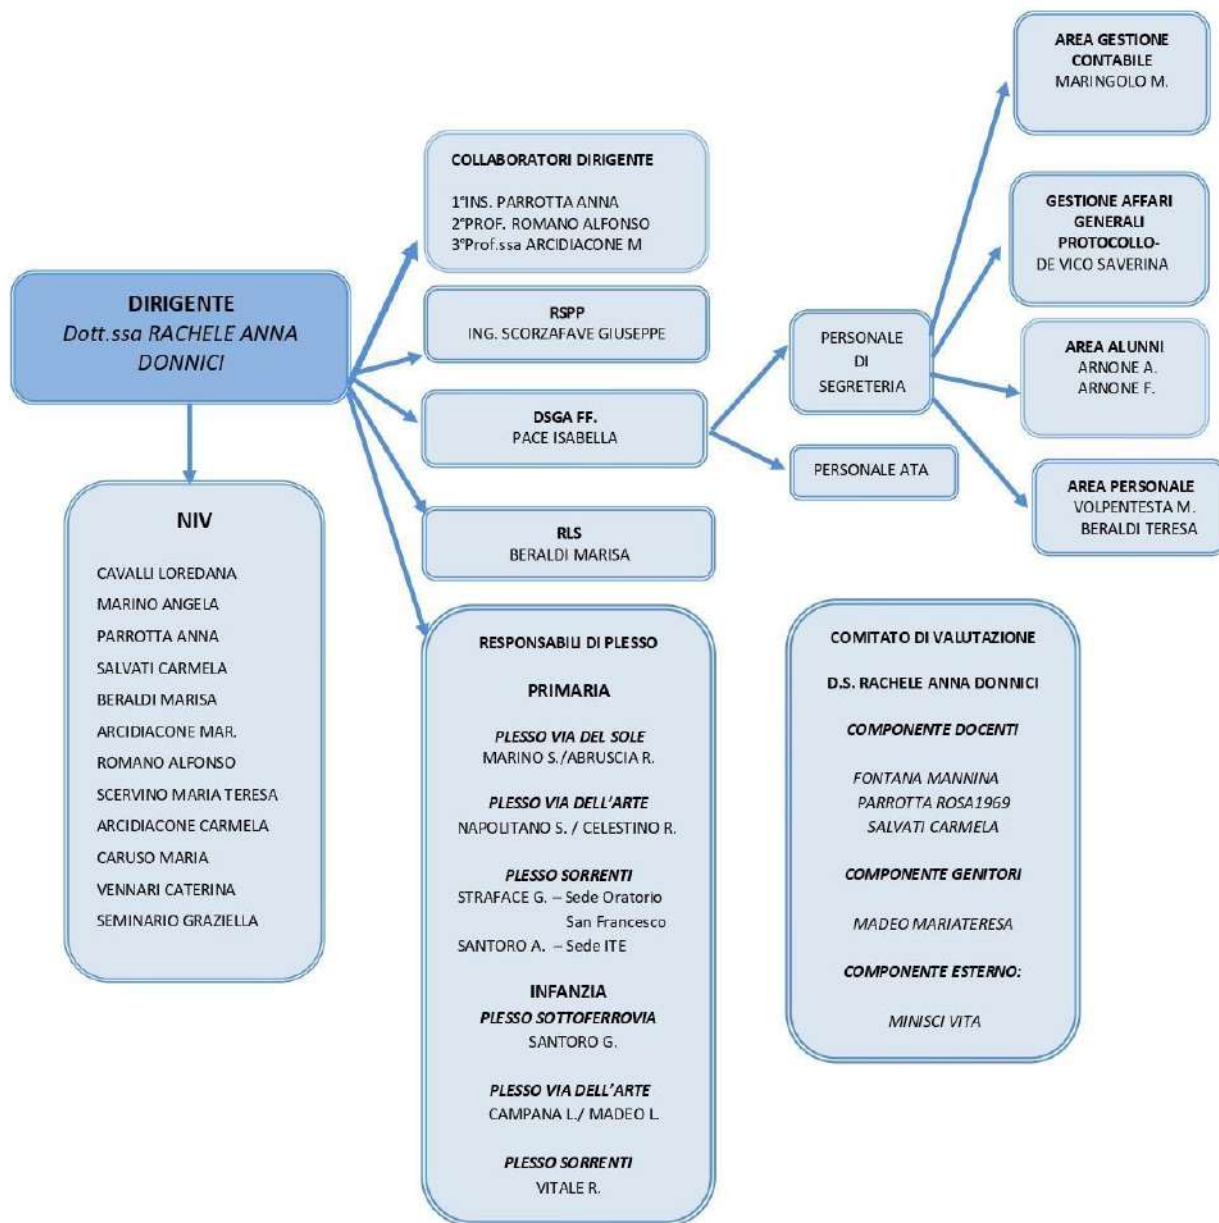 DIRIGENTE
Dott.ssa RACHELE ANNA
DONNICI
NIV
CAVALLI LOREDANA
MARINO ANGELA
PARROTTA ANNA
SALVATI CARMELA
BERALDI MARISA
ARCIDIACONE MAR.
ROMANO ALFONSO
SCERVINO MARIA TERESA
ARCIDIACONE CARMELA
CARUSO MARIA
VENNARI CATERINA
SEMINARIO GRAZIELLA
COLLABORATORI DIRIGENTE
1°INS. PARROTTA ANNA
2°PROF. ROMANO ALFONSO
3°Prof.ssa ARCIDIACONE M
RSPP
ING. SCORZAFAVE GIUSEPPE
DSGA FF.
PACE ISABELLA
RLS
BERALDI MARISA
RESPONSABILI DI PLESSO
PRIMARIA
PLESSO VIA DEL SOLE
MARINO S./ABRUSCIA R.
PLESSO VIA DELL'ARTE
NAPOLITANO S. / CELESTINO R.
PLESSO SORRENTI
STRAFACE G. – Sede Oratorio
San Francesco
SANTORO A. – Sede ITE
INFANZIA
PLESSO SOTTOFERROVIA
SANTORO G.
PLESSO VIA DELL'ARTE
CAMPANA L./ MADEO L.
PLESSO SORRENTI
VITALE R.
PERSONALE
DI
SEGRETERIA
PERSONALE ATA
AREA GESTIONE
CONTABILE
MARINGOLO M.
GESTIONE AFFARI
GENERALI
PROTOCOLLO-
DE VICO SAVERINA
AREA ALUNNI
ARNONE A.
ARNONE F.
AREA PERSONALE
VOLPENTESTA M.
BERALDI TERESA
COMITATO DI VALUTAZIONE
D.S. RACHELE ANNA DONNICI
COMPONENTE DOCENTI
FONTANA MANNINA
PARROTTA ROSA1969
SALVATI CARMELA
COMPONENTE GENITORI
MADEO MARIATERESA
COMPONENTE ESTERNO:
MINISCI VITA